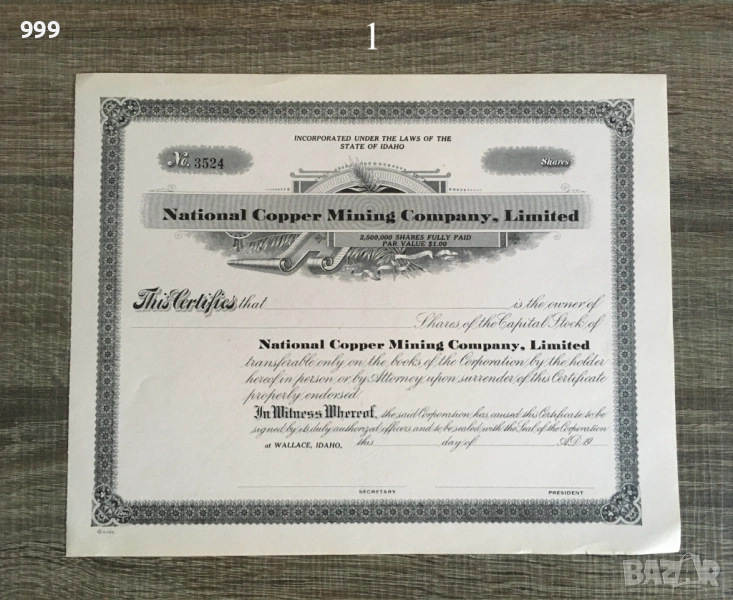 999
1
INCORPORATED UNDER THE LAWS OF THE
STATE OF IDAHO
No. 3524
Shares
National Copper Mining Company, Limited
2,500,000 SHARES FULLY PAID
PAR VALUE $1.00
This Certifies that is the owner of
Shares of the Capital Stock of
National Copper Mining Company, Limited
transferable only on the books of the Corporation by the holder
hereof in person or by Attorney upon surrender of this Certificate
properly endorsed.
In Witness Whereof, the said Corporation has caused this Certificate to be
signed by its duly authorized officers and to be sealed with the Seal of the Corporation
AT WALLACE, IDAHO, this day of A.D. 19
SECRETARY
PRESIDENT
BAZAR